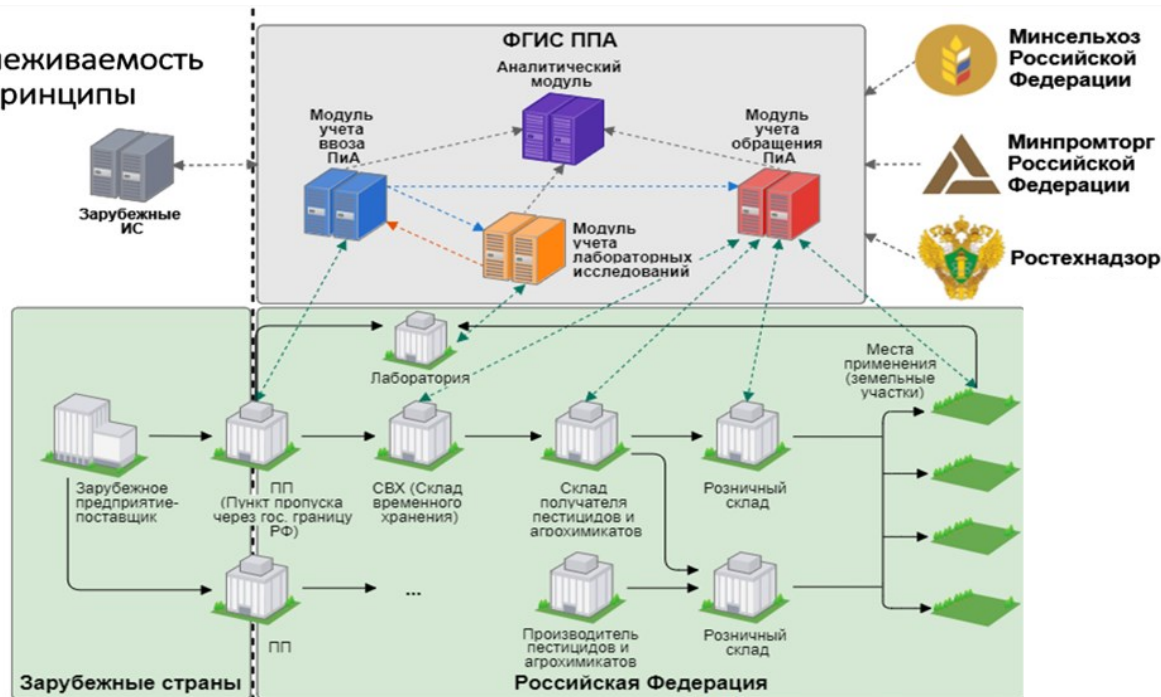 леживаемость
ринципы
ФГИС ППА
Аналитический
модуль
Модуль
учета
ввоза
ПиА
Модуль
учета
обращения
ПиА
Модуль
учета
лабораторных
исследований
Зарубежные
ИС
Минсельхоз
Российской
Федерации
Минпромторг
Российской
Федерации
Ростехнадзор
Лаборатория
Места
применения
(земельные
участки)
Зарубежное
предприятие-
поставщик
ПП
(Пункт пропуска
через гос. границу
РФ)
СВХ (Склад
временного
хранения)
Склад
получателя
пестицидов и
агрохимикатов
Розничный
склад
ПП
...
Производитель
пестицидов и
агрохимикатов
Розничный
склад
Зарубежные страны
Российская Федерация